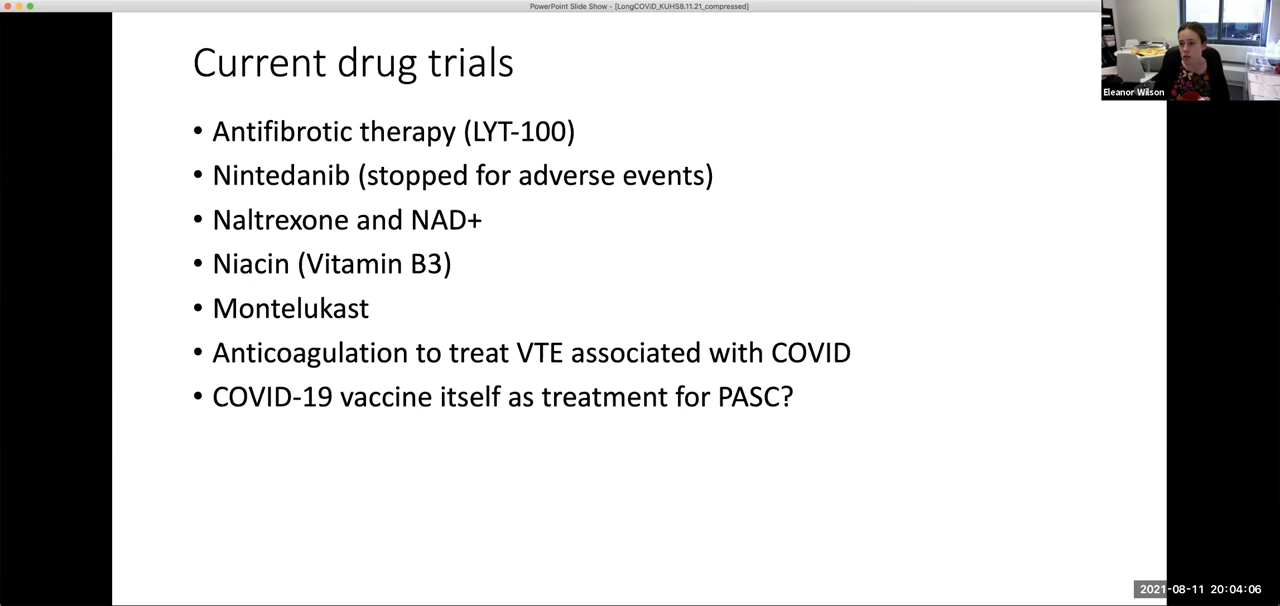 PowerPoint Slide Show - [LongCOViD_KUHS8.11.21_compressed]
Eleanor Wilson
Current drug trials
• Antifibrotic therapy (LYT-100)
• Nintedanib (stopped for adverse events)
• Naltrexone and NAD+
• Niacin (Vitamin B3)
• Montelukast
• Anticoagulation to treat VTE associated with COVID
• COVID-19 vaccine itself as treatment for PASC?
2021-08-11 20:04:06